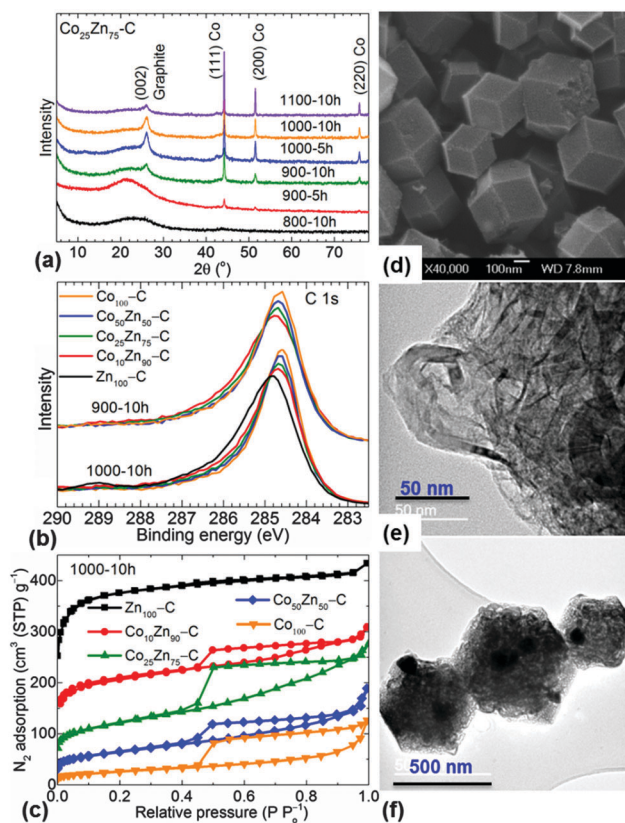 Co25Zn75-C
(002)
Graphite
(111) Co
(200) Co
(220) Co
1100-10h
1000-10h
1000-5h
900-10h
900-5h
800-10h
Intensity
10 20 30 40 50 60 70
2θ (°)
(a)
C 1s
Co100-C
Co50Zn50-C
Co25Zn75-C
Co10Zn90-C
Zn100-C
900-10h
1000-10h
Intensity
290 289 288 287 286 285 284 283
Binding energy (eV)
(b)
1000-10h
Zn100-C
Co10Zn90-C
Co25Zn75-C
Co50Zn50-C
Co100-C
400
300
200
100
0
0.0 0.2 0.4 0.6 0.8 1.0
N2 adsorption (cm3 (STP) g-1)
Relative pressure (P Po-1)
(c)
(d)
X40,000 100nm WD 7.8mm
50 nm
50 nm
(e)
500 nm
(f)